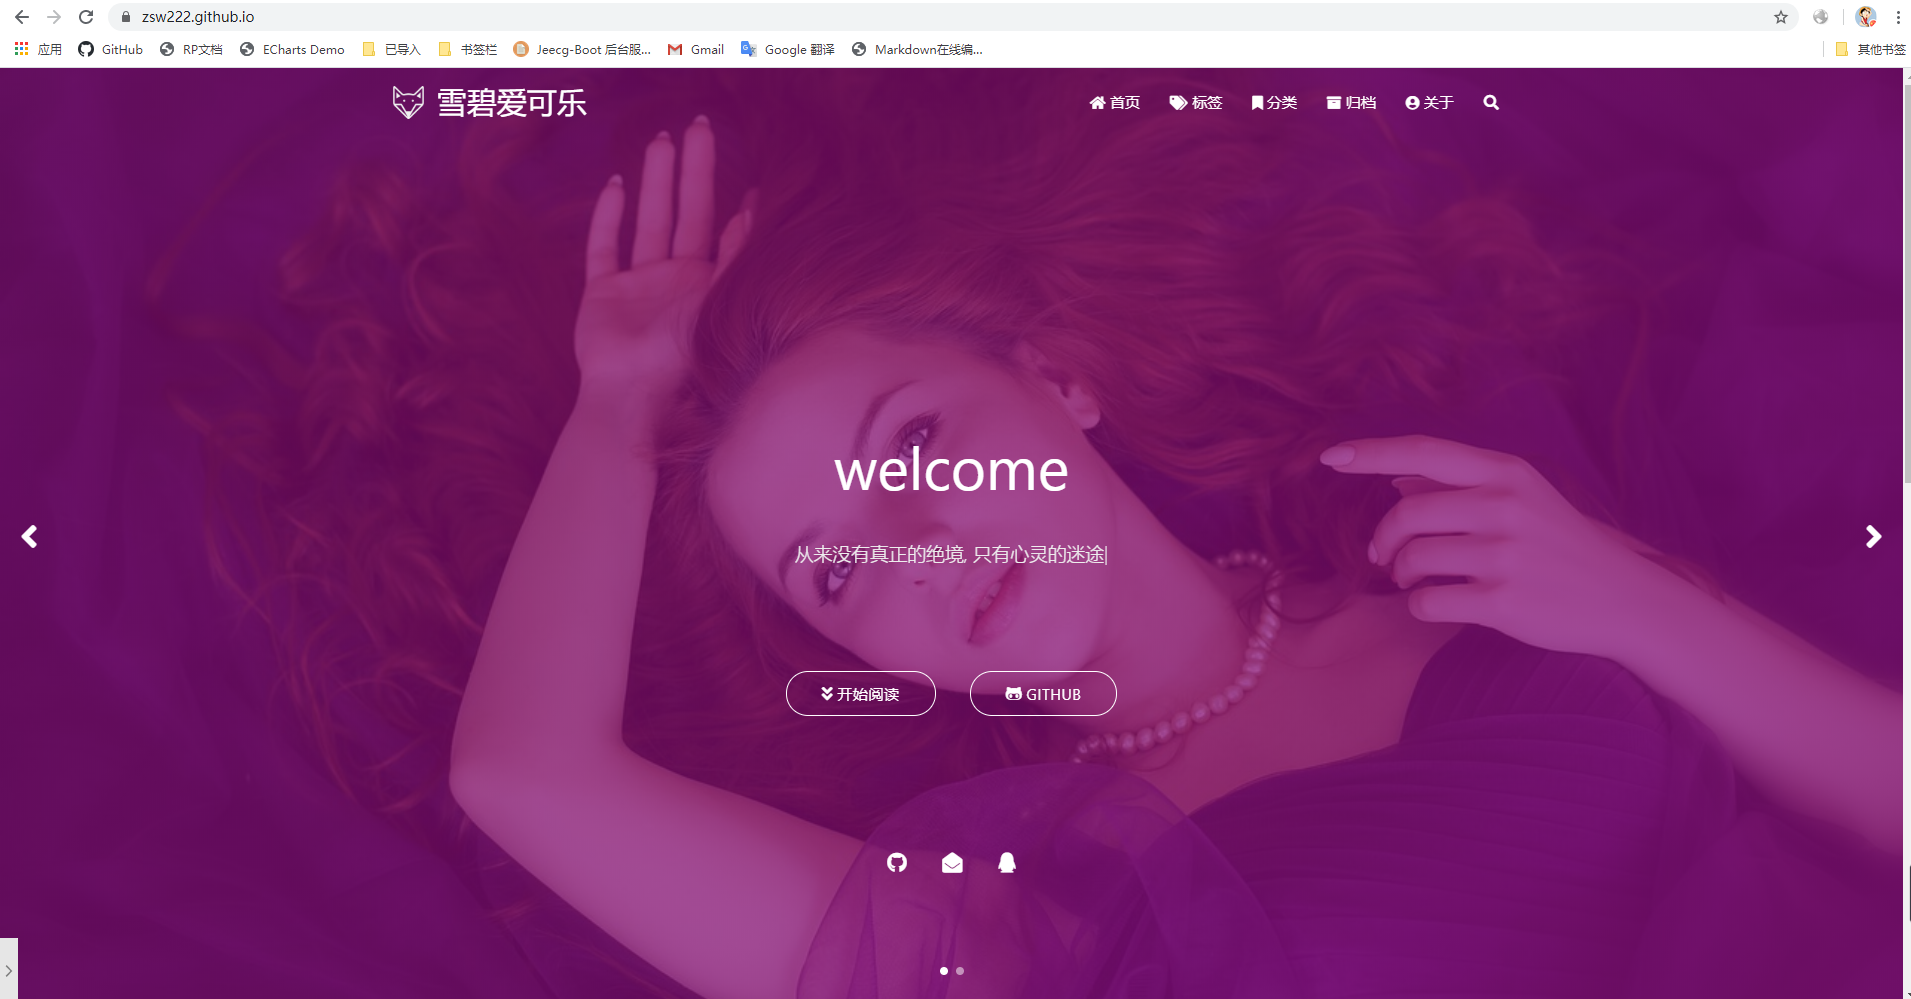 zsw222.github.io
应用 GitHub RP文档 ECharts Demo 已导入 书签栏 Jeecg-Boot 后台服... Gmail Google 翻译 Markdown在线编... 其他书签
雪碧爱可乐 首页 标签 分类 归档 关于
welcome
从来没有真正的绝境, 只有心灵的迷途|
开始阅读 GITHUB